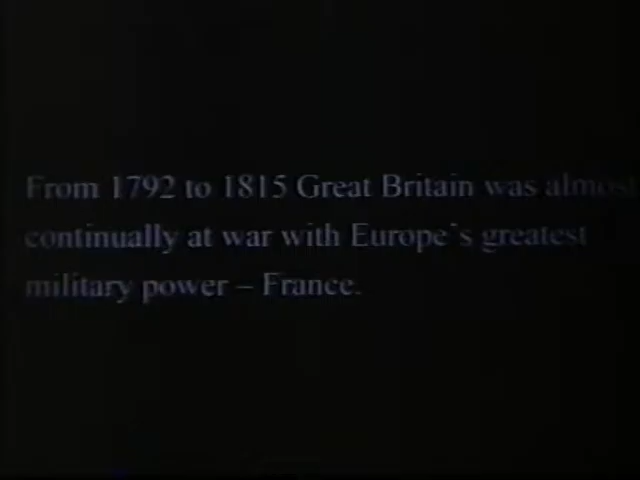 From 1792 to 1815 Great Britain was almost
continually at war with Europe's greatest
military power – France.